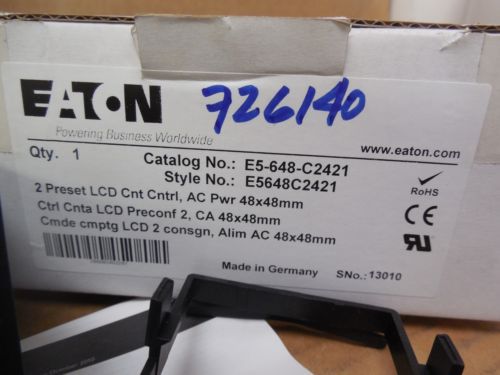 EATON
726140
Powering Business Worldwide
www.eaton.com
Qty. 1
Catalog No.: E5-648-C2421
Style No.: E5648C2421
RoHS
2 Preset LCD Cnt Cntrl, AC Pwr 48x48mm
Ctrl Cnta LCD Preconf 2, CA 48x48mm
Cmde cmptg LCD 2 consgn, Alim AC 48x48mm
CE
Made in Germany
SNo.: 13010